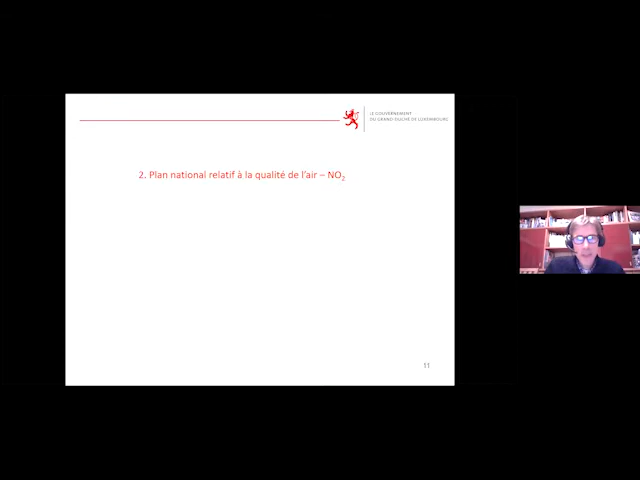 LE GOUVERNEMENT
DU GRAND-DUCHÉ DE LUXEMBOURG
2. Plan national relatif à la qualité de l'air – NO₂
11